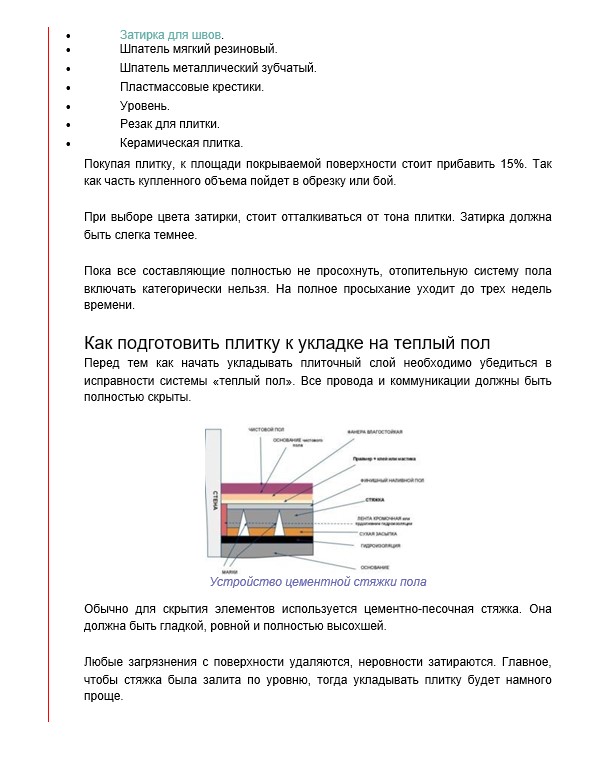 • Затирка для швов.
• Шпатель мягкий резиновый.
• Шпатель металлический зубчатый.
• Пластмассовые крестики.
• Уровень.
• Резак для плитки.
• Керамическая плитка.
Покупая плитку, к площади покрываемой поверхности стоит прибавить 15%. Так
как часть купленного объема пойдет в обрезку или бой.
При выборе цвета затирки, стоит отталкиваться от тона плитки. Затирка должна
быть слегка темнее.
Пока все составляющие полностью не просохнуть, отопительную систему пола
включать категорически нельзя. На полное просыхание уходит до трех недель
времени.
Как подготовить плитку к укладке на теплый пол
Перед тем как начать укладывать плиточный слой необходимо убедиться в
исправности системы «теплый пол». Все провода и коммуникации должны быть
полностью скрыты.
ЧИСТОВОЙ ПОЛ
ФАНЕРА ВЛАГОСТОЙКАЯ
ОСНОВАНИЕ чистового
пола
Праймер + клей или мастика
ФИНИШНЫЙ НАЛИВНОЙ ПОЛ
СТЕНА
СТЯЖКА
ЛЕНТА КРОМОЧНАЯ или
гидроизоляции
СУХАЯ ЗАСЫПКА
ГИДРОИЗОЛЯЦИЯ
ОСНОВАНИЕ
МАЯКИ
Устройство цементной стяжки пола
Обычно для скрытия элементов используется цементно-песочная стяжка. Она
должна быть гладкой, ровной и полностью высохшей.
Любые загрязнения с поверхности удаляются, неровности затираются. Главное,
чтобы стяжка была залита по уровню, тогда укладывать плитку будет намного
проще.